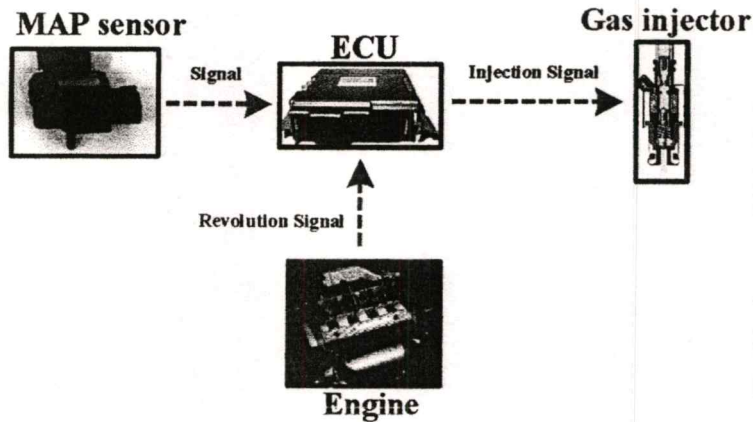 MAP sensor
ECU
Gas injector
Signal
Injection Signal
Revolution Signal
Engine